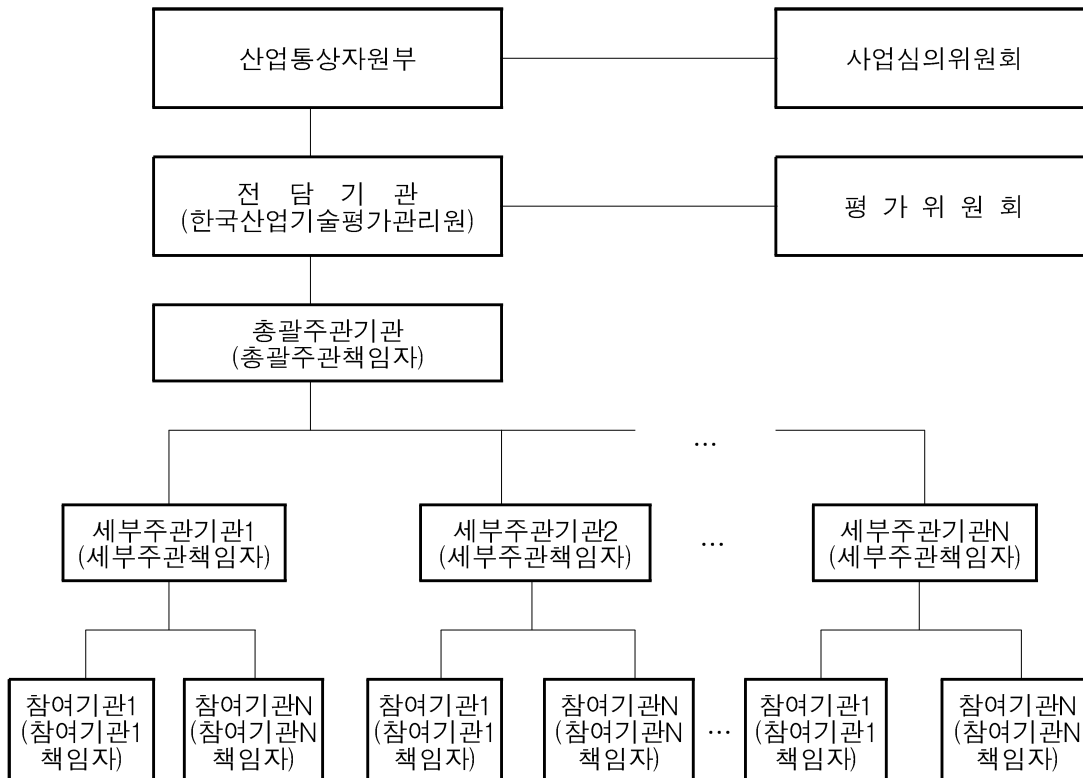 산업통상자원부
사업심의위원회
전 담 기 관
(한국산업기술평가관리원)
평 가 위 원 회
총괄주관기관
(총괄주관책임자)
...
세부주관기관1
(세부주관책임자)
세부주관기관2
(세부주관책임자)
...
세부주관기관N
(세부주관책임자)
참여기관1
(참여기관1
책임자)
참여기관N
(참여기관N
책임자)
참여기관1
(참여기관1
책임자)
참여기관N
(참여기관N
책임자)
...
참여기관1
(참여기관1
책임자)
참여기관N
(참여기관N
책임자)